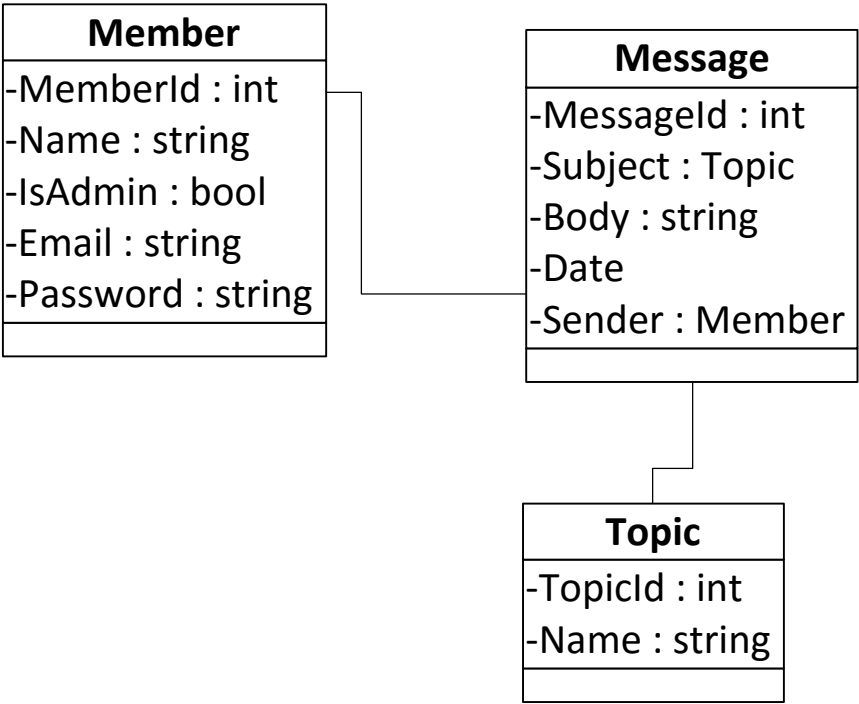 Member
-MemberId : int
-Name : string
-IsAdmin : bool
-Email : string
-Password : string
Message
-MessageId : int
-Subject : Topic
-Body : string
-Date
-Sender : Member
Topic
-TopicId : int
-Name : string